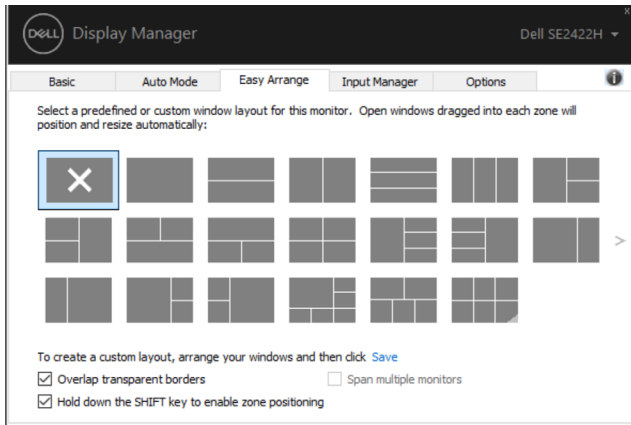 DELL Display Manager
Dell SE2422H
Basic Auto Mode Easy Arrange Input Manager Options
Select a predefined or custom window layout for this monitor. Open windows dragged into each zone will
position and resize automatically:
To create a custom layout, arrange your windows and then click Save
Overlap transparent borders
Span multiple monitors
Hold down the SHIFT key to enable zone positioning